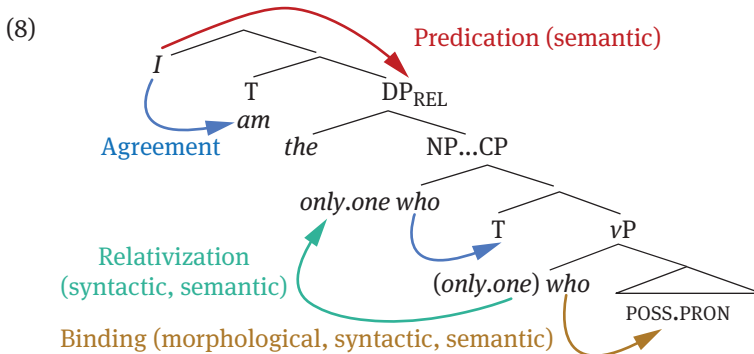 (8)
Predication (semantic)
I
T DP_REL
am
Agreement the NP...CP
only.one who
T vP
Relativization
(syntactic, semantic) (only.one) who
POSS.PRON
Binding (morphological, syntactic, semantic)